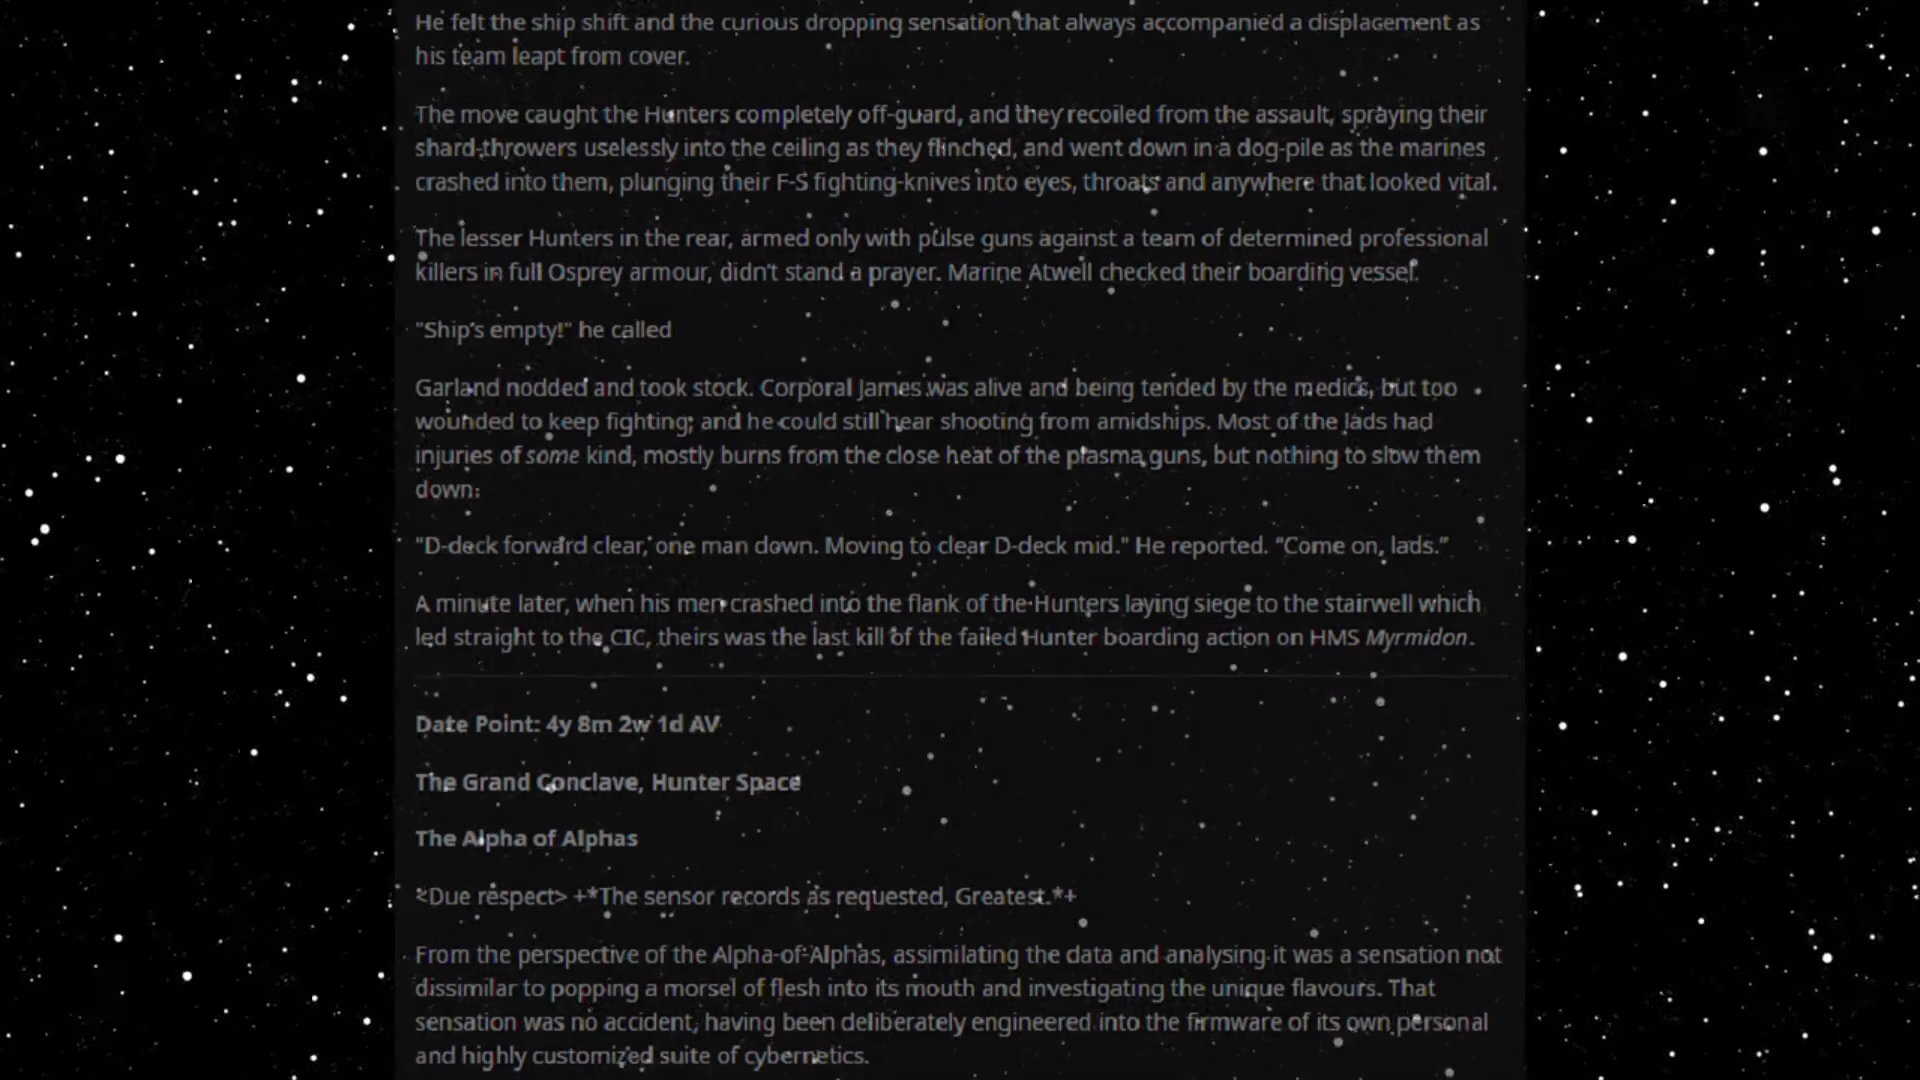 He felt the ship shift and the curious dropping sensation that always accompanied a displacement as
his team leapt from cover.
The move caught the Hunters completely off-guard, and they recoiled from the assault, spraying their
shard-throwers uselessly into the ceiling as they flinched, and went down in a dog-pile as the marines
crashed into them, plunging their F-S fighting-knives into eyes, throats and anywhere that looked vital.
The lesser Hunters in the rear, armed only with pulse guns against a team of determined professional
killers in full Osprey armour, didn't stand a prayer. Marine Atwell checked their boarding vessel.
"Ship's empty!" he called
Garland nodded and took stock. Corporal James was alive and being tended by the medics, but too
wounded to keep fighting, and he could still hear shooting from amidships. Most of the lads had
injuries of some kind, mostly burns from the close heat of the plasma guns, but nothing to slow them
down.
"D-deck forward clear, one man down. Moving to clear D-deck mid." He reported. "Come on, lads."
A minute later, when his men crashed into the flank of the Hunters laying siege to the stairwell which
led straight to the CIC, theirs was the last kill of the failed Hunter boarding action on HMS Myrmidon.
Date Point: 4y 8m 2w 1d AV
The Grand Conclave, Hunter Space
The Alpha of Alphas
<Due respect> +*The sensor records as requested, Greatest.*+
From the perspective of the Alpha-of-Alphas, assimilating the data and analysing it was a sensation not
dissimilar to popping a morsel of flesh into its mouth and investigating the unique flavours. That
sensation was no accident, having been deliberately engineered into the firmware of its own personal
and highly customized suite of cybernetics.